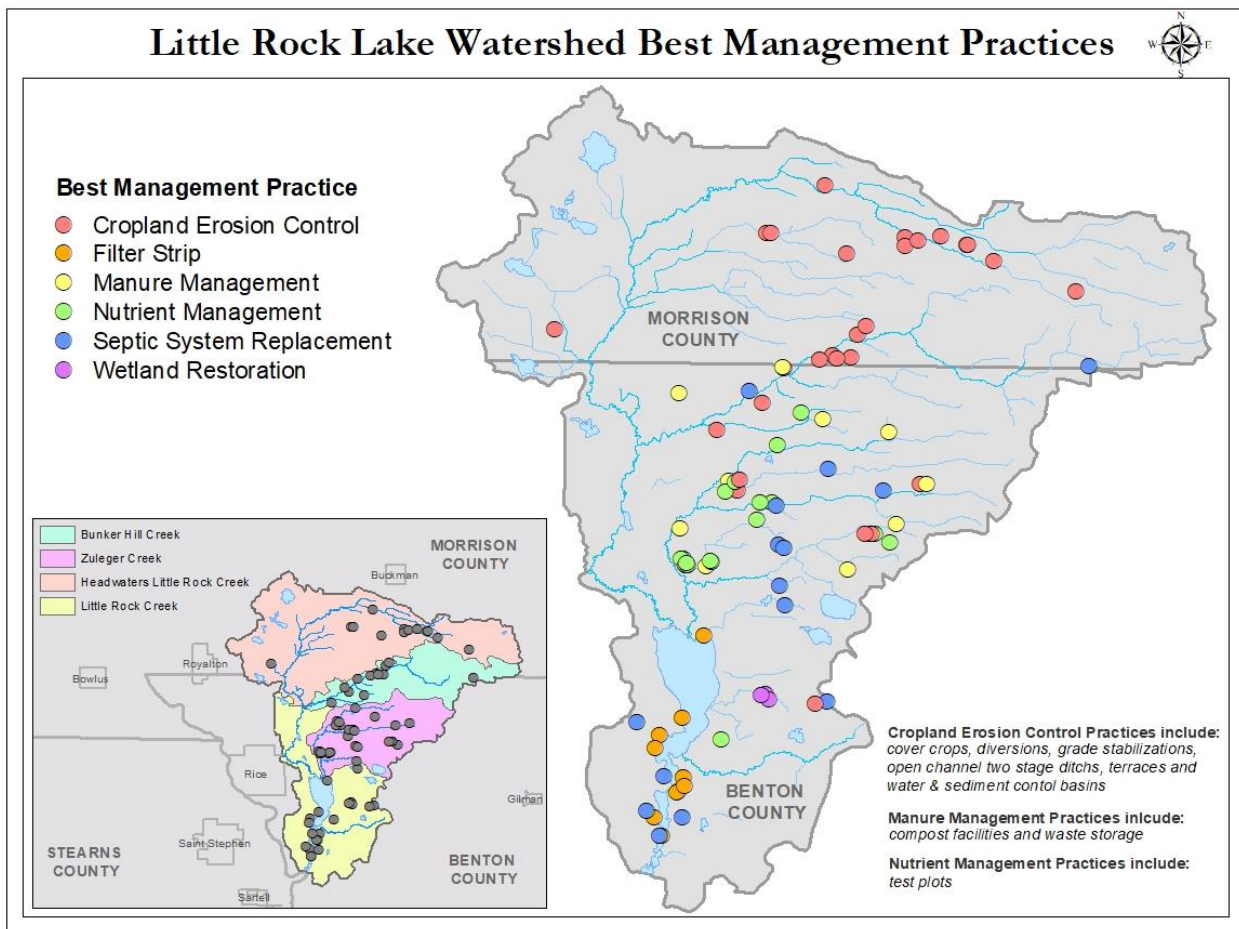 Little Rock Lake Watershed Best Management Practices
N
W
E
S
Best Management Practice
Cropland Erosion Control
Filter Strip
Manure Management
Nutrient Management
Septic System Replacement
Wetland Restoration
MORRISON
COUNTY
BENTON
COUNTY
Bunker Hill Creek
Zuleger Creek
Headwaters Little Rock Creek
Little Rock Creek
MORRISON
COUNTY
Buckman
Royalton
Bowlus
Rice
Gilman
Saint Stephen
STEARNS
COUNTY
BENTON
COUNTY
Sartell
Cropland Erosion Control Practices include:
cover crops, diversions, grade stabilizations,
open channel two stage ditchs, terraces and
water & sediment contol basins
Manure Management Practices inlcude:
compost facilities and waste storage
Nutrient Management Practices include:
test plots